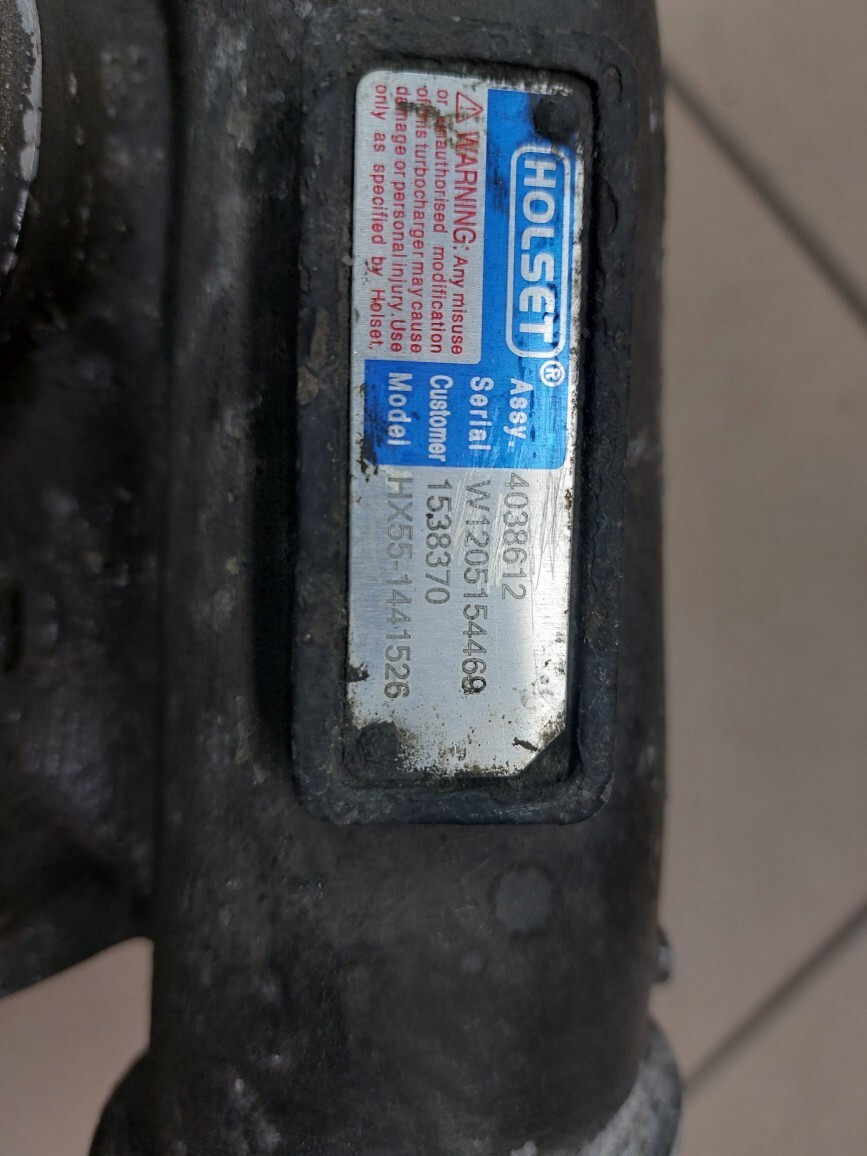 HOLSET®
⚠ WARNING: Any misuse
or unauthorised modification
of this turbocharger may cause
damage or personal injury. Use
only as specified by Holset.
Assy. 4038612
Serial W1205154469
Customer 1538370
Model HX55-1441526